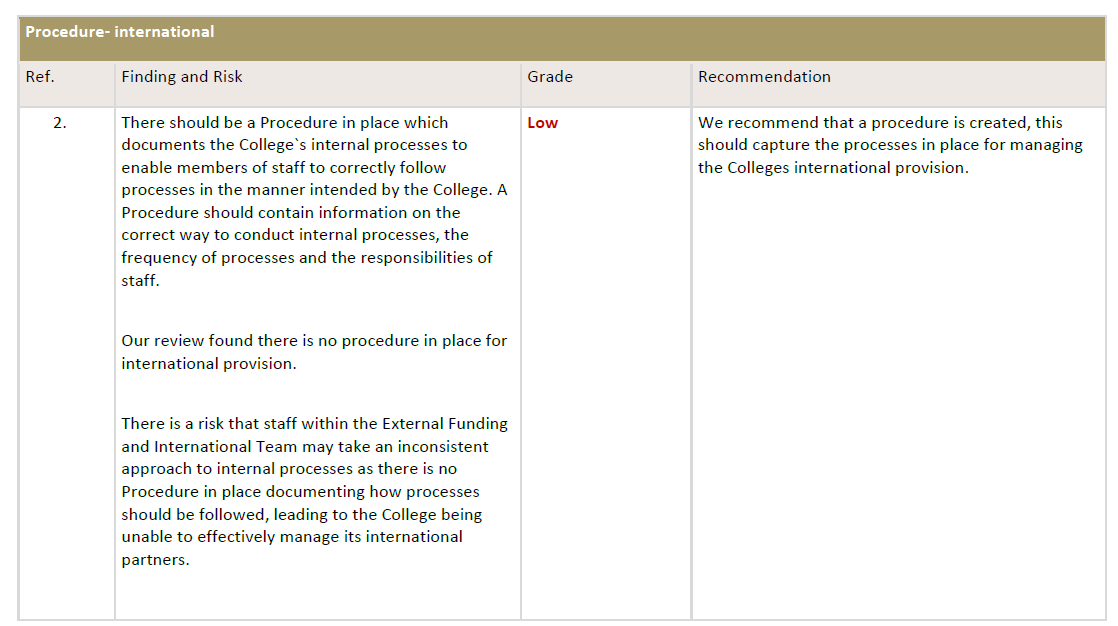 Procedure- international
Ref.
Finding and Risk
Grade
Recommendation
2.
There should be a Procedure in place which
documents the College`s internal processes to
enable members of staff to correctly follow
processes in the manner intended by the College. A
Procedure should contain information on the
correct way to conduct internal processes, the
frequency of processes and the responsibilities of
staff.
Our review found there is no procedure in place for
international provision.
There is a risk that staff within the External Funding
and International Team may take an inconsistent
approach to internal processes as there is no
Procedure in place documenting how processes
should be followed, leading to the College being
unable to effectively manage its international
partners.
Low
We recommend that a procedure is created, this
should capture the processes in place for managing
the Colleges international provision.